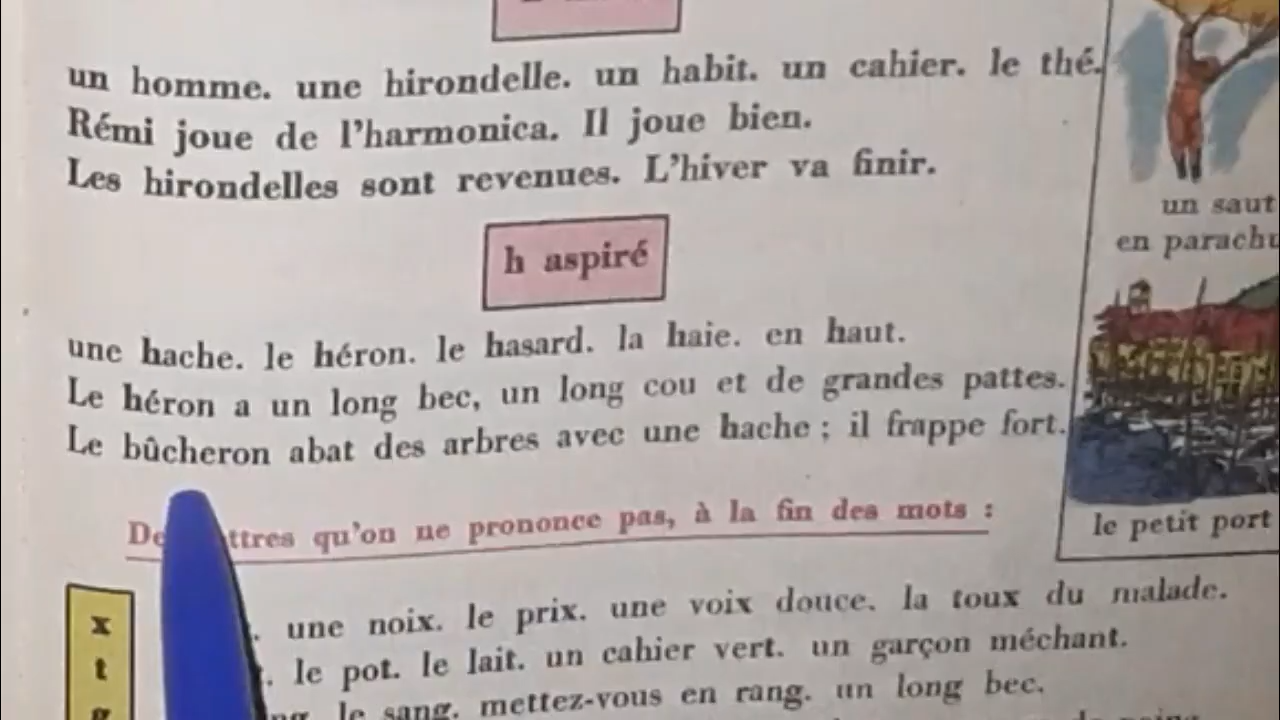 un homme. une hirondelle. un habit. un cahier. le thé.
Rémi joue de l'harmonica. Il joue bien.
Les hirondelles sont revenues. L'hiver va finir.
un saut
en parachu
h aspiré
une hache. le héron. le hasard. la haie. en haut.
Le héron a un long bec, un long cou et de grandes pattes.
Le bûcheron abat des arbres avec une hache ; il frappe fort.
le petit port
qu'on ne prononce pas, à la fin des mots :
x
t
g
une noix. le prix. une voix douce. la toux du malade.
le pot. le lait. un cahier vert. un garçon méchant.
le sang. mettez-vous en rang. un long bec.